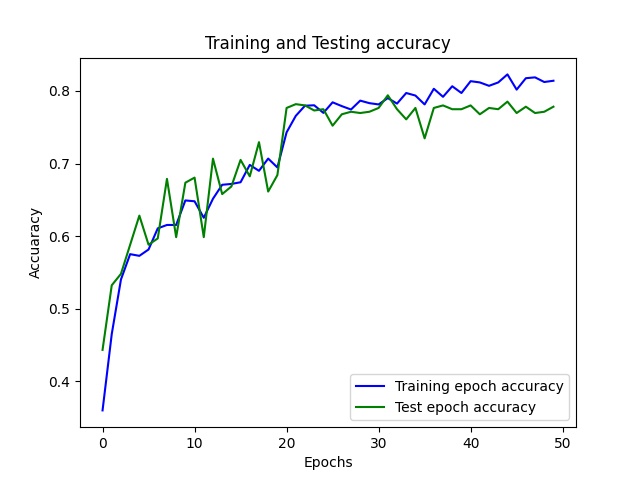 Training and Testing accuracy
0.8
0.7
0.6
0.5
0.4
Accuaracy
Training epoch accuracy
Test epoch accuracy
0
10
20
30
40
50
Epochs